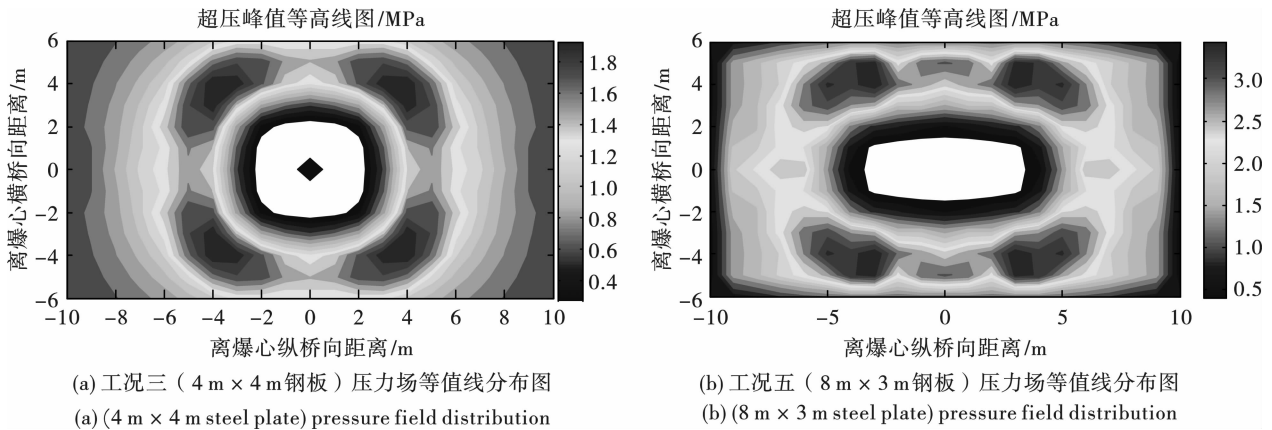 超压峰值等高线图/MPa
6
4
2
0
−2
−4
−6
离爆心横桥向距离/m
−10 −8 −6 −4 −2 0 2 4 6 8 10
离爆心纵桥向距离/m
1.8
1.6
1.4
1.2
1.0
0.8
0.6
0.4
(a) 工况三（4 m × 4 m钢板）压力场等值线分布图
(a) (4 m × 4 m steel plate) pressure field distribution
超压峰值等高线图/MPa
6
4
2
0
−2
−4
−6
离爆心横桥向距离/m
−10 −5 0 5 10
离爆心纵桥向距离/m
3.0
2.5
2.0
1.5
1.0
0.5
(b) 工况五（8 m × 3 m钢板）压力场等值线分布图
(b) (8 m × 3 m steel plate) pressure field distribution